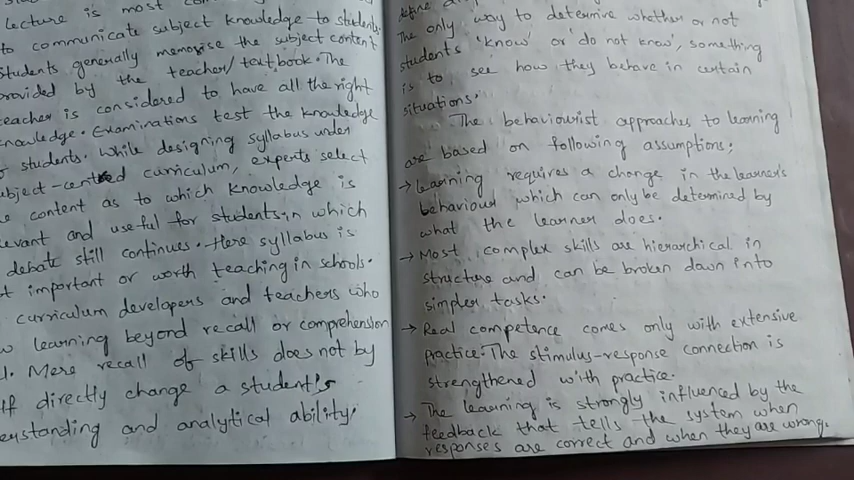 lecture is most
to communicate subject knowledge to students.
students generally memorise the subject content
provided by the teacher/textbook. The
teacher is considered to have all the right
knowledge. Examinations test the knowledge
students. While designing syllabus under
subject-centred curriculum, experts select
content as to which knowledge is
and useful for students, in which
debate still continues. Here syllabus is
important or worth teaching in schools.
curriculum developers and teachers who
learning beyond recall or comprehension
Mere recall of skills does not by
directly change a student's
and analytical ability,
define
The only way to determine whether or not
students 'know' or 'do not know', something
is to see how they behave in certain
situations.
The behaviourist approaches to learning
are based on following assumptions;
→ Learning requires a change in the learner's
behaviour which can only be determined by
what the learner does.
→ Most complex skills are hierarchical in
structure and can be broken down into
simpler tasks.
→ Real competence comes only with extensive
practice. The stimulus-response connection is
strengthened with practice.
→ The learning is strongly influenced by the
feedback that tells the system when
responses are correct and when they are wrong.